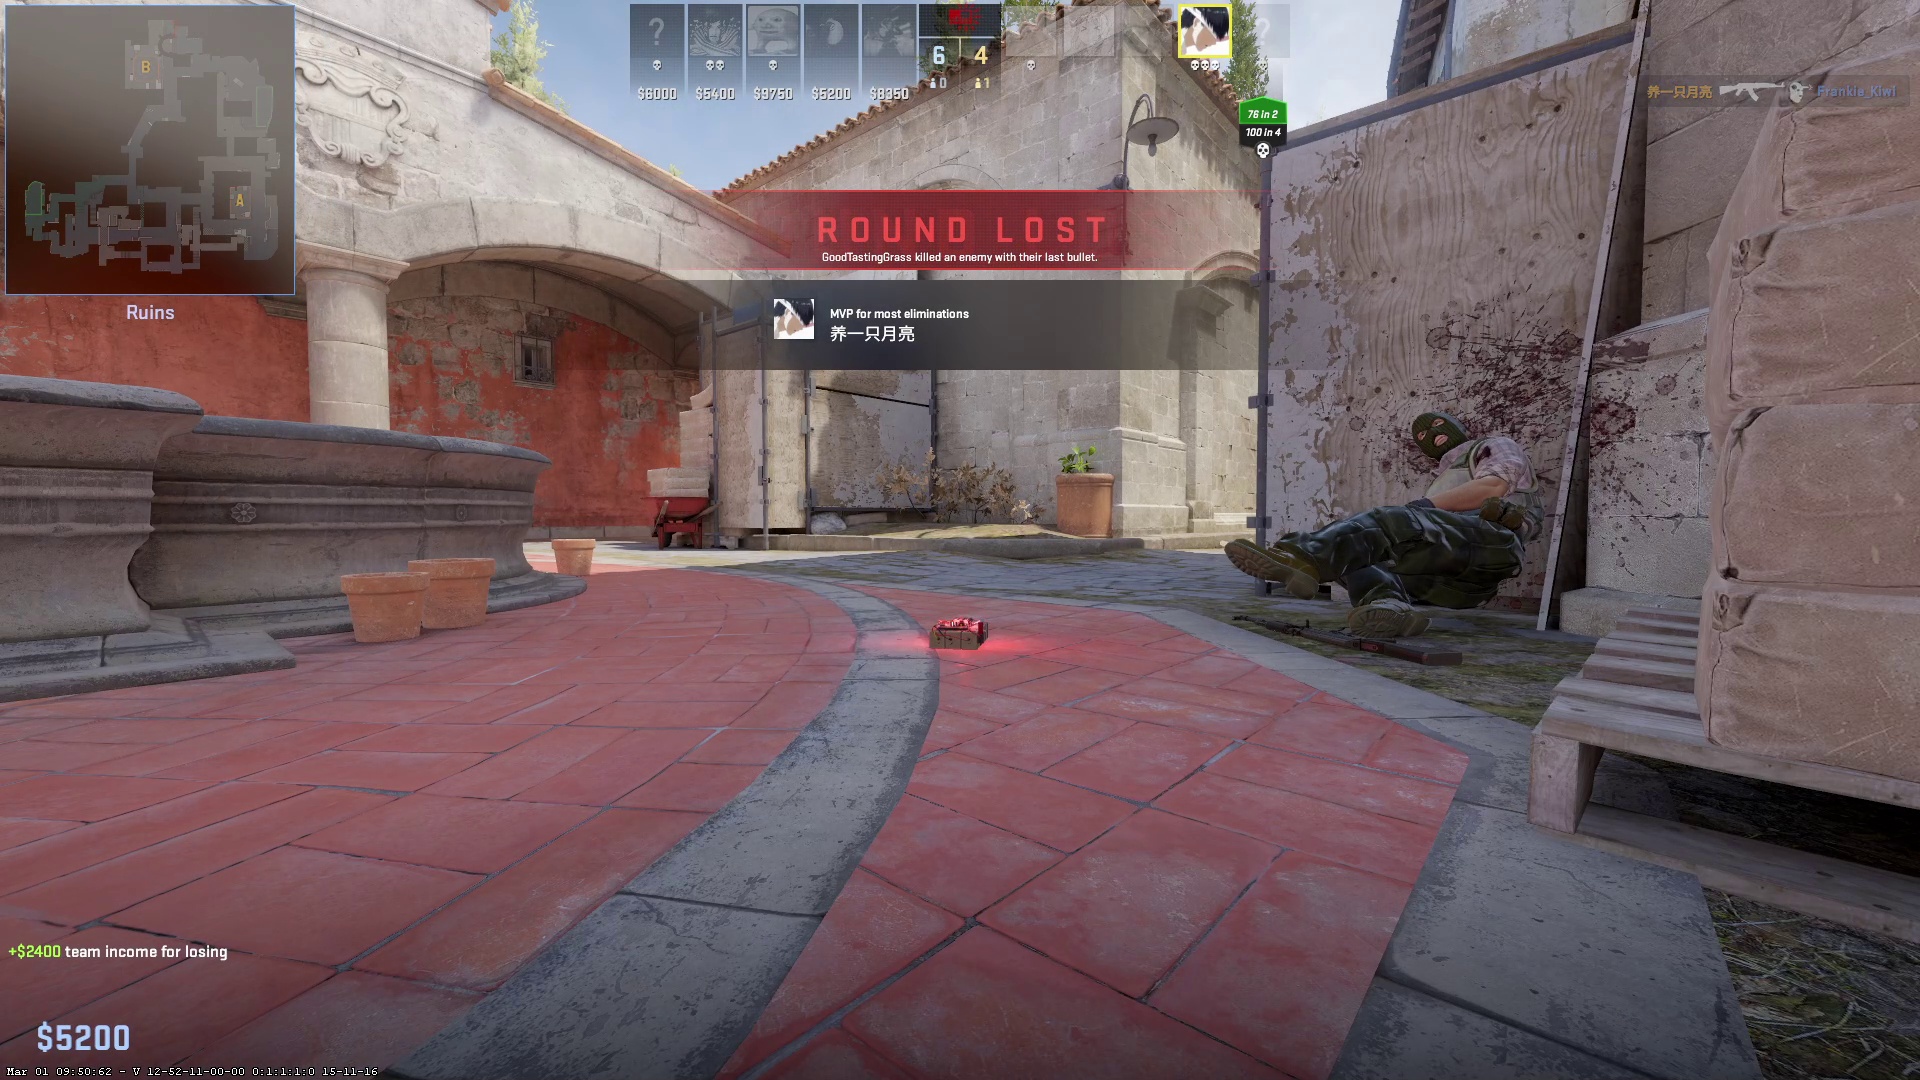 B
A
Ruins
?
$6000
$5400
$9750
$5200
$8350
6
4
0
1
?
76 in 2
100 in 4
养一只月亮 Frankie_Kiwi
ROUND LOST
GoodTastingGrass killed an enemy with their last bullet.
MVP for most eliminations
养一只月亮
+$2400 team income for losing
$5200
Mar 01 09:50:62 - V 12-52-11-00-00 0:1:1:1:0 15-11-16